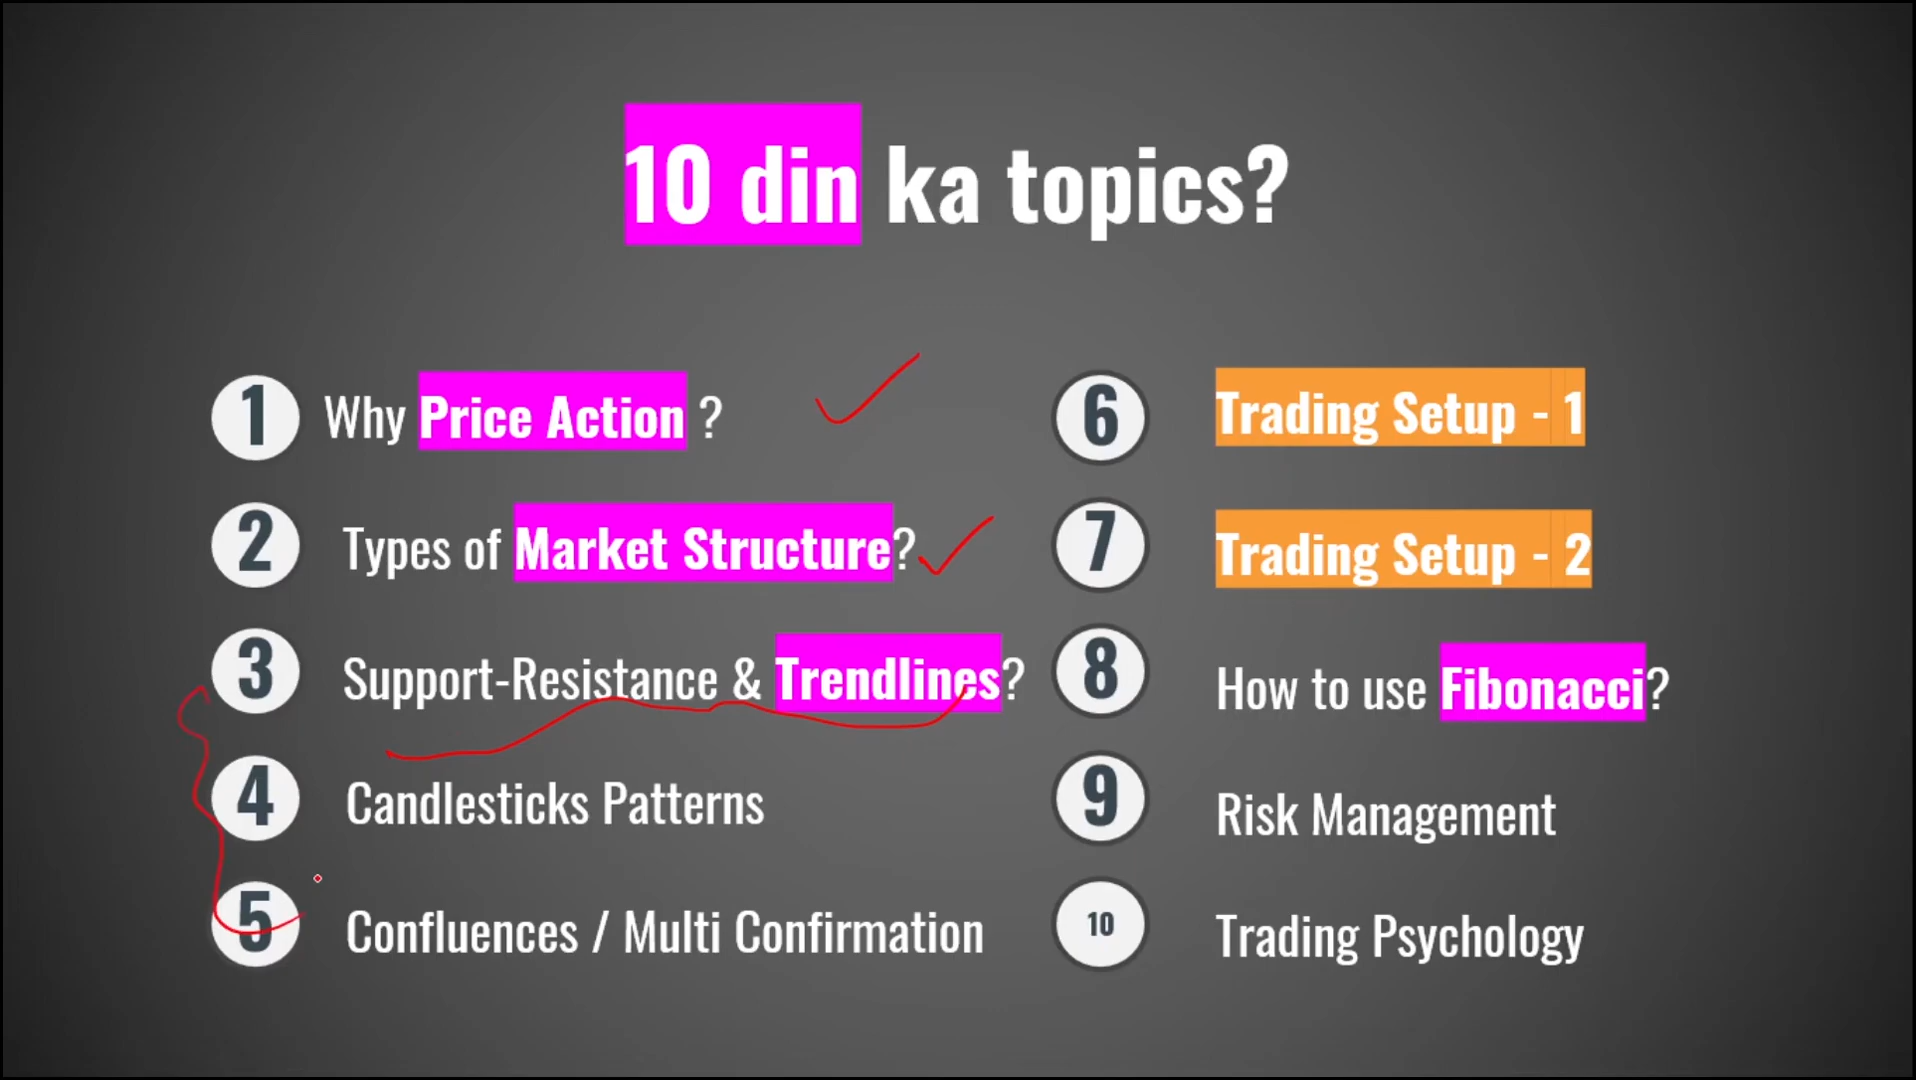 10 din ka topics?
1 Why Price Action ?
2 Types of Market Structure?
3 Support-Resistance & Trendlines?
4 Candlesticks Patterns
5 Confluences / Multi Confirmation
6 Trading Setup - 1
7 Trading Setup - 2
8 How to use Fibonacci?
9 Risk Management
10 Trading Psychology